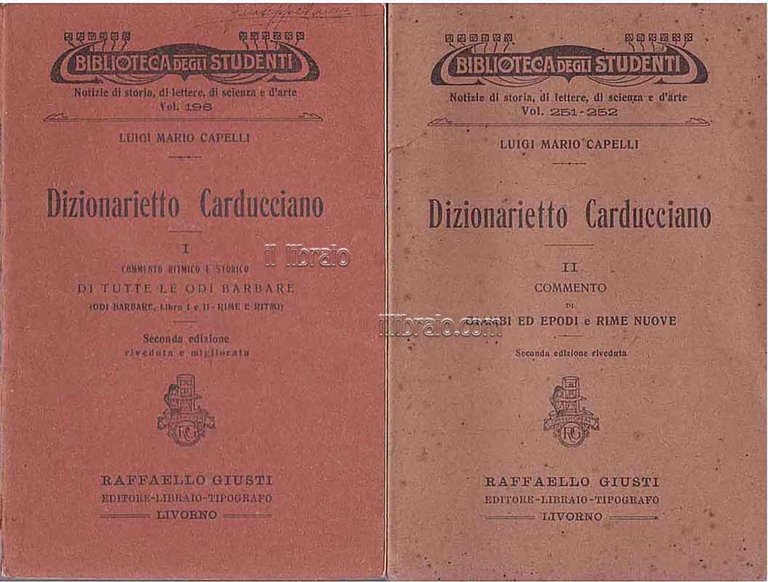 BIBLIOTECA DEGLI STUDENTI
Notizie di storia, di lettere, di scienza e d'arte
Vol. 196
LUIGI MARIO CAPELLI
Dizionarietto Carducciano
I
COMMENTO RITMICO E STORICO
DI TUTTE LE ODI BARBARE
(ODI BARBARE, Libro I e II - RIME E RITMI)
Seconda edizione
riveduta e migliorata
RG
RAFFAELLO GIUSTI
EDITORE-LIBRAIO-TIPOGRAFO
LIVORNO
il libraio
BIBLIOTECA DEGLI STUDENTI
Notizie di storia, di lettere, di scienza e d'arte
Vol. 251-252
LUIGI MARIO CAPELLI
Dizionarietto Carducciano
II
COMMENTO
DI
GIAMBI ED EPODI e RIME NUOVE
Seconda edizione riveduta
RG
RAFFAELLO GIUSTI
EDITORE-LIBRAIO-TIPOGRAFO
LIVORNO
illibraio.com